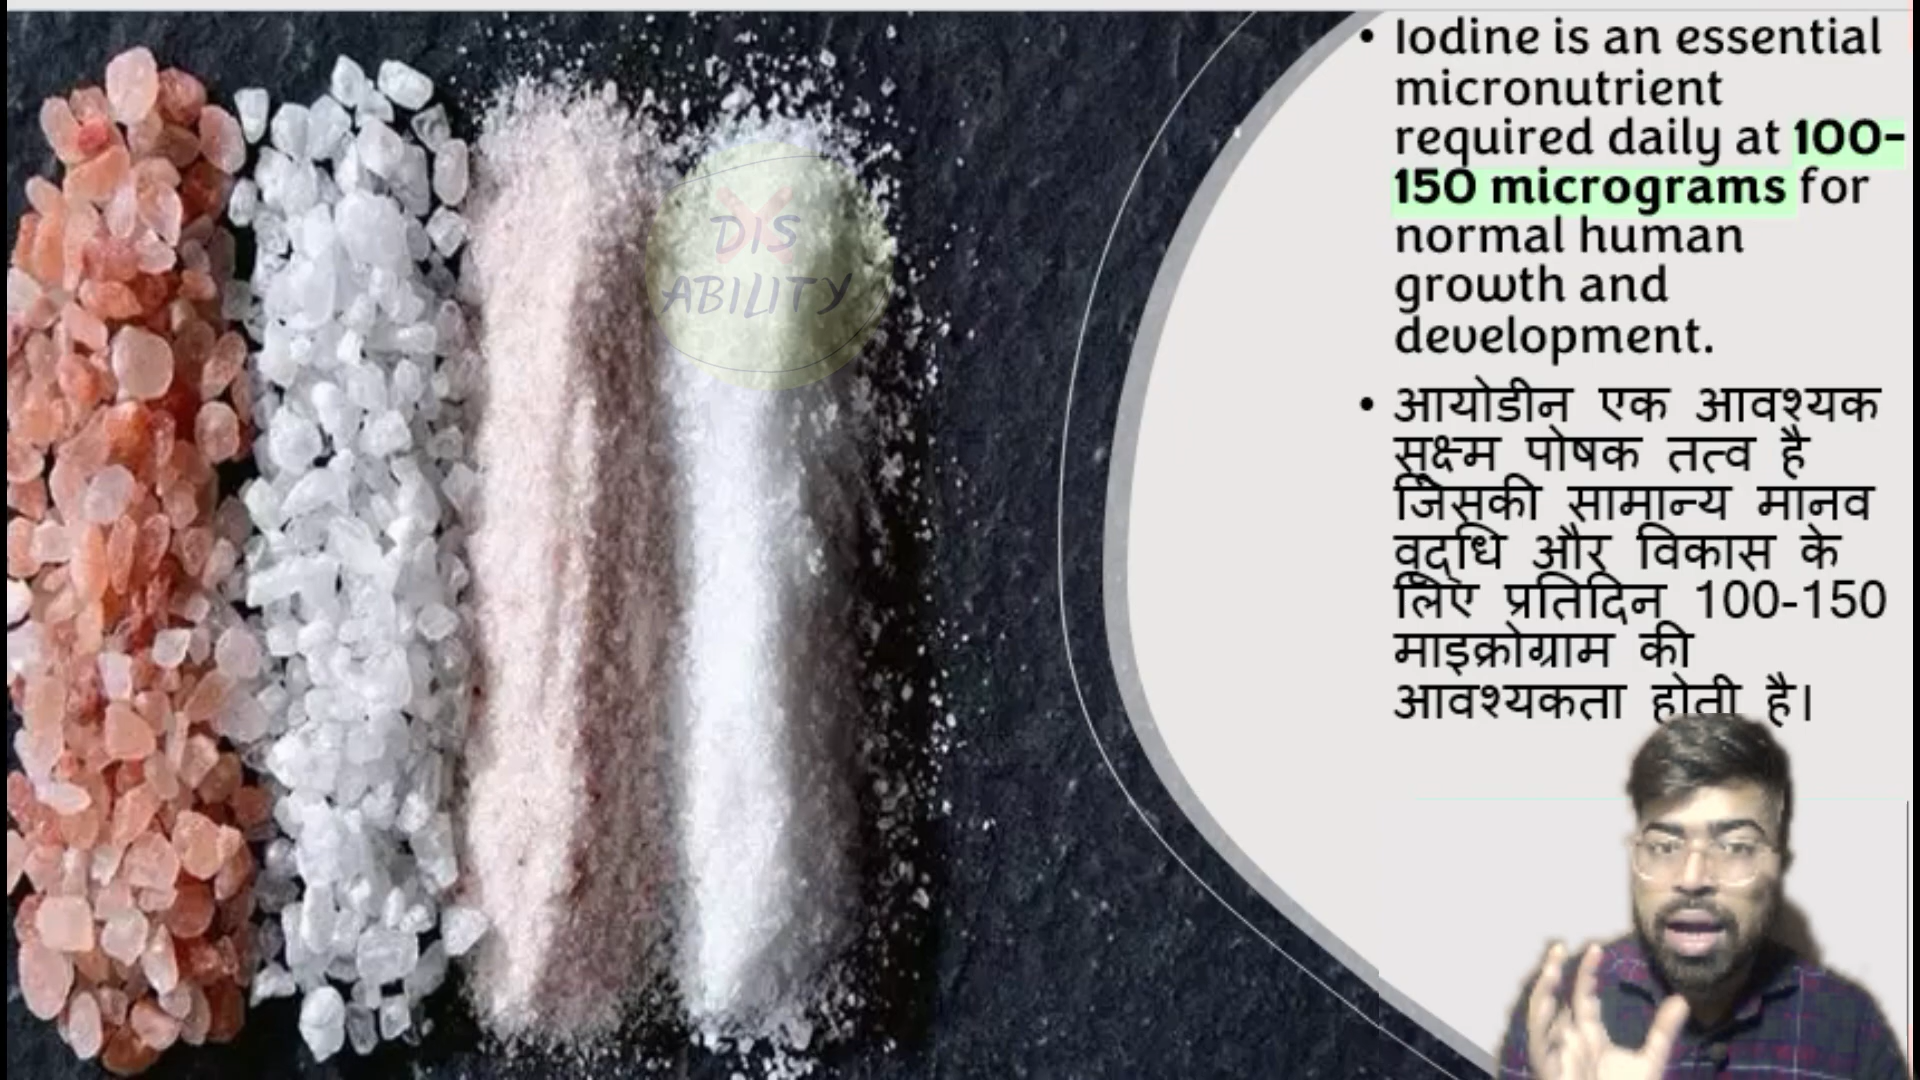 • Iodine is an essential
micronutrient
required daily at 100-
150 micrograms for
normal human
growth and
development.
• आयोडीन एक आवश्यक
सूक्ष्म पोषक तत्व है
जिसकी सामान्य मानव
वृद्धि और विकास के
लिए प्रतिदिन 100-150
माइक्रोग्राम की
आवश्यकता होती है।
DIS
ABILITY